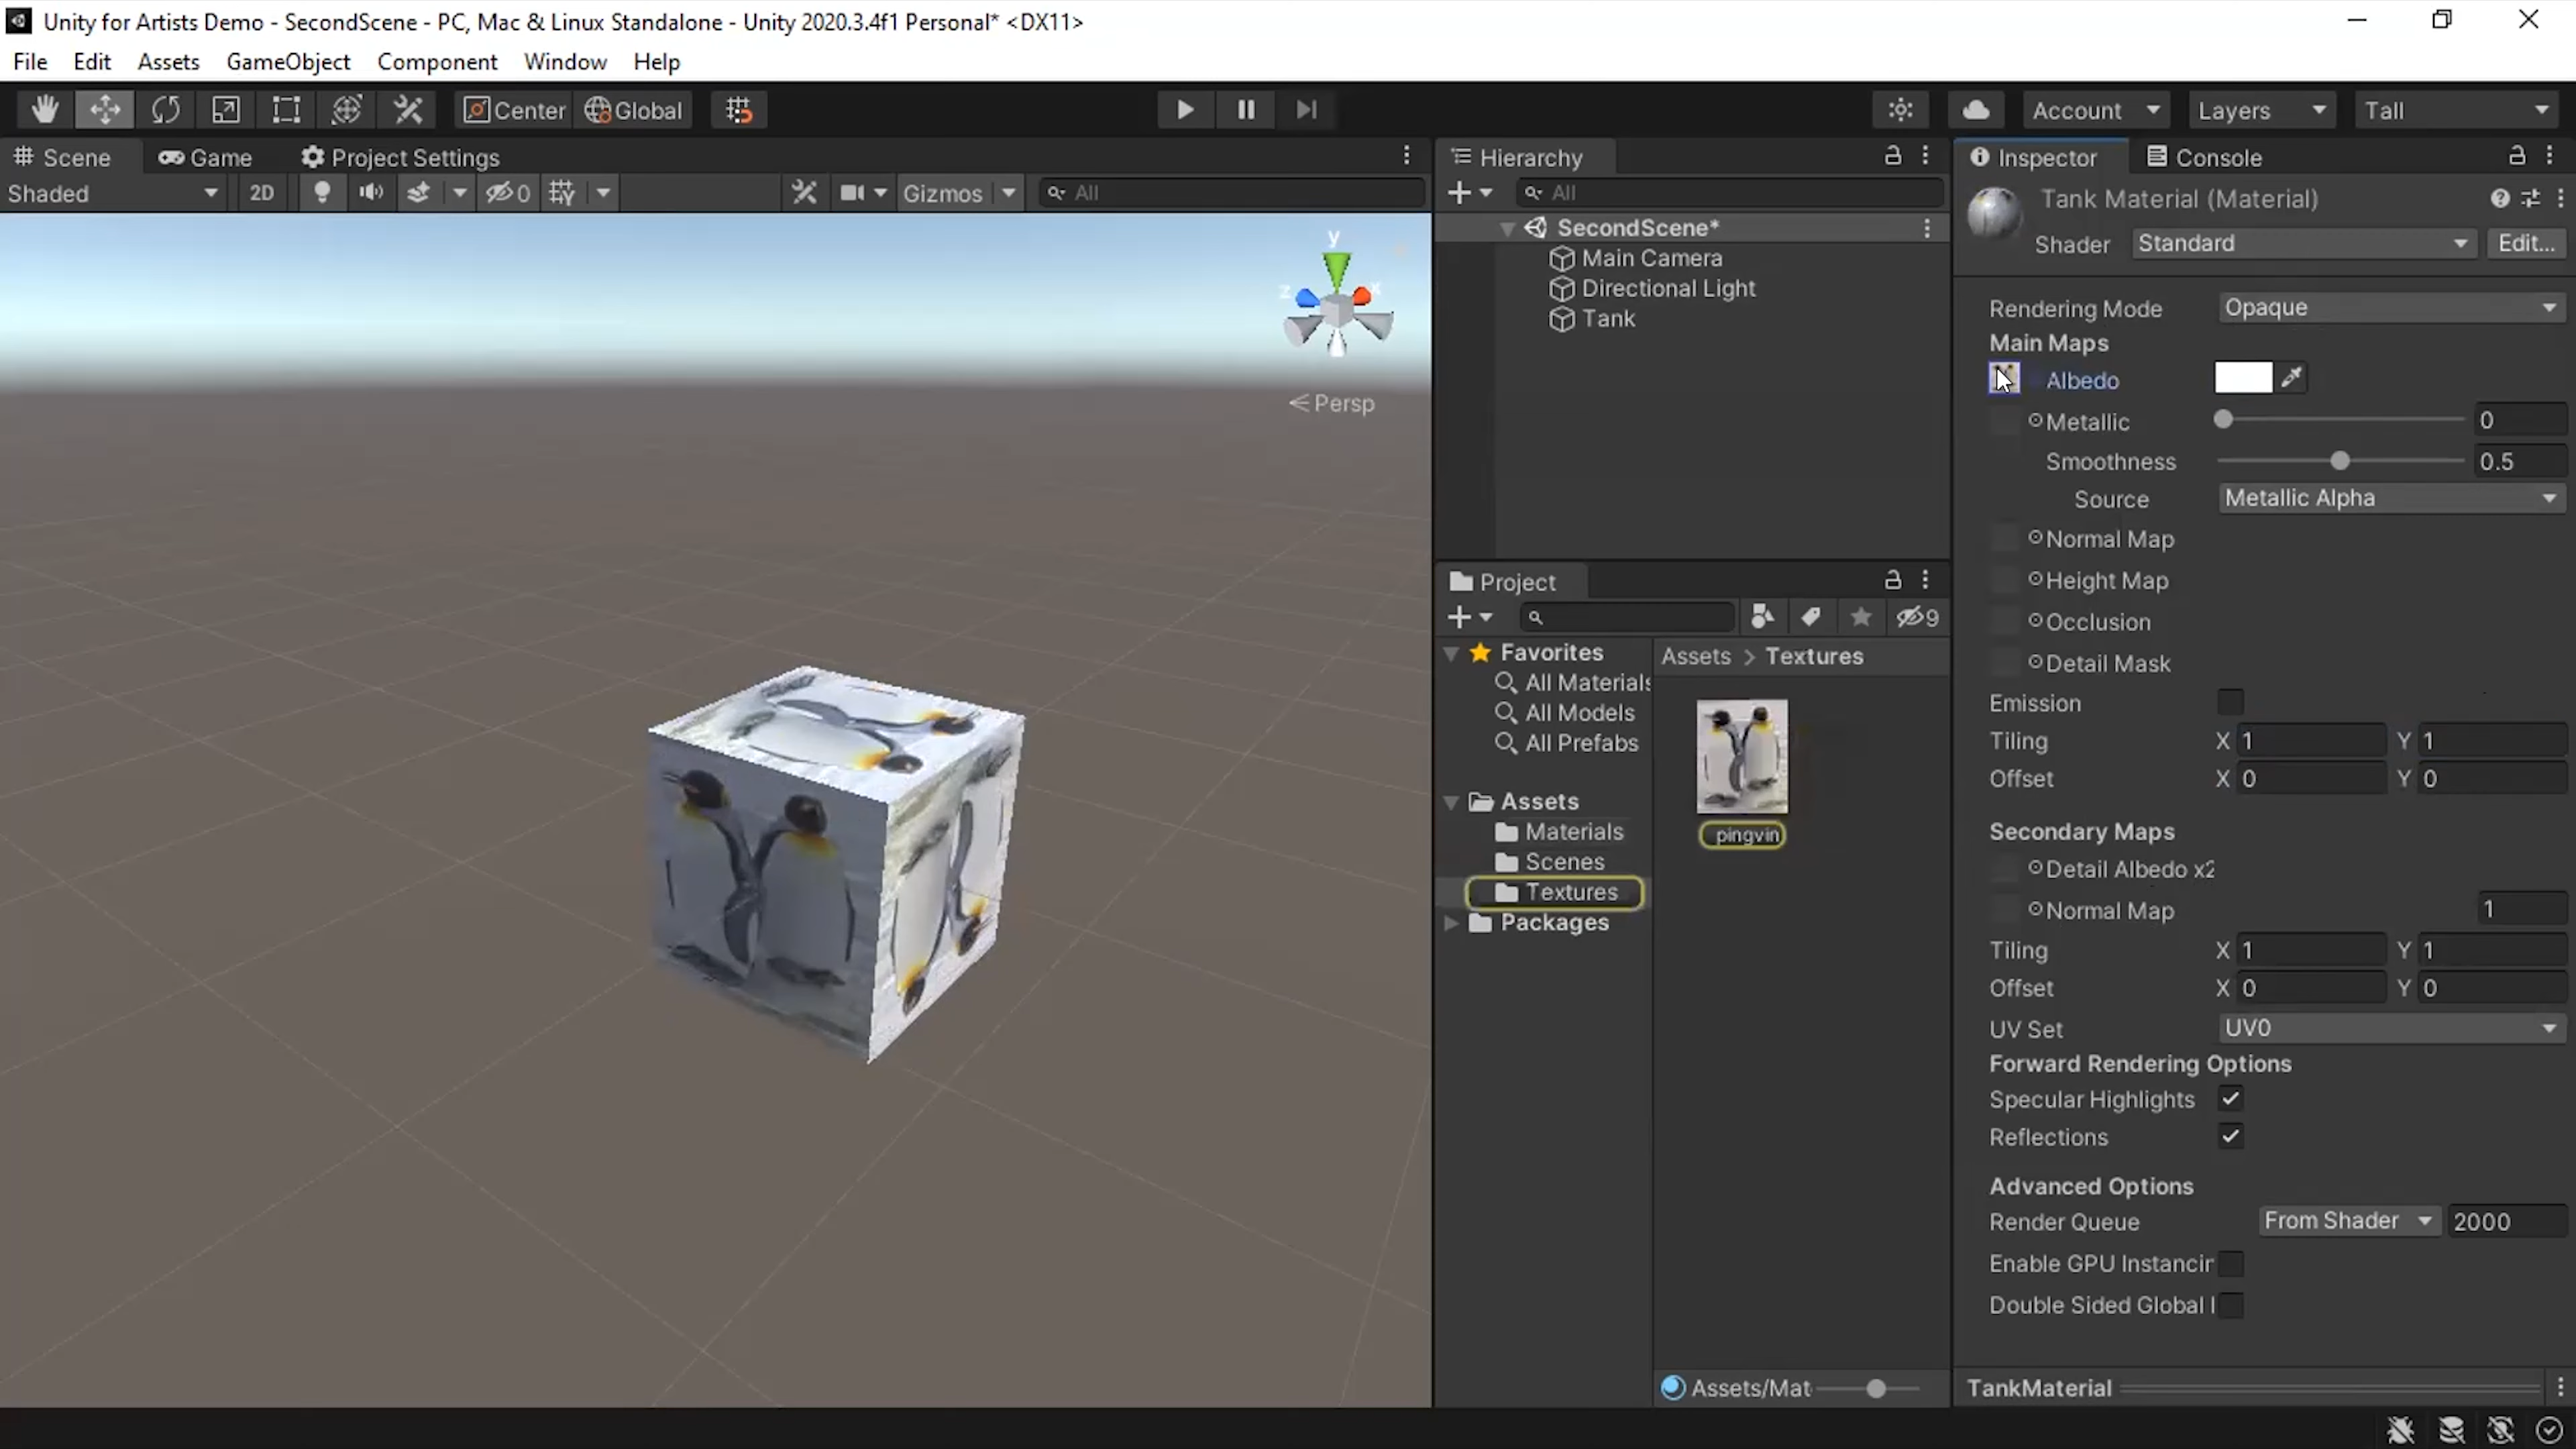 Unity for Artists Demo - SecondScene - PC, Mac & Linux Standalone - Unity 2020.3.4f1 Personal* <DX11>
File Edit Assets GameObject Component Window Help
Center Global Account Layers Tall
Scene Game Project Settings
Shaded 2D 0 Gizmos All
y
z x
Persp
Hierarchy
All
SecondScene*
Main Camera
Directional Light
Tank
Project
9
Favorites
All Materials
All Models
All Prefabs
Assets
Materials
Scenes
Textures
Packages
Assets > Textures
pingvin
Assets/Mat
Inspector Console
Tank Material (Material)
Shader Standard Edit...
Rendering Mode Opaque
Main Maps
Albedo
Metallic 0
Smoothness 0.5
Source Metallic Alpha
Normal Map
Height Map
Occlusion
Detail Mask
Emission
Tiling X 1 Y 1
Offset X 0 Y 0
Secondary Maps
Detail Albedo x2
Normal Map 1
Tiling X 1 Y 1
Offset X 0 Y 0
UV Set UV0
Forward Rendering Options
Specular Highlights
Reflections
Advanced Options
Render Queue From Shader 2000
Enable GPU Instancin
Double Sided Global I
TankMaterial